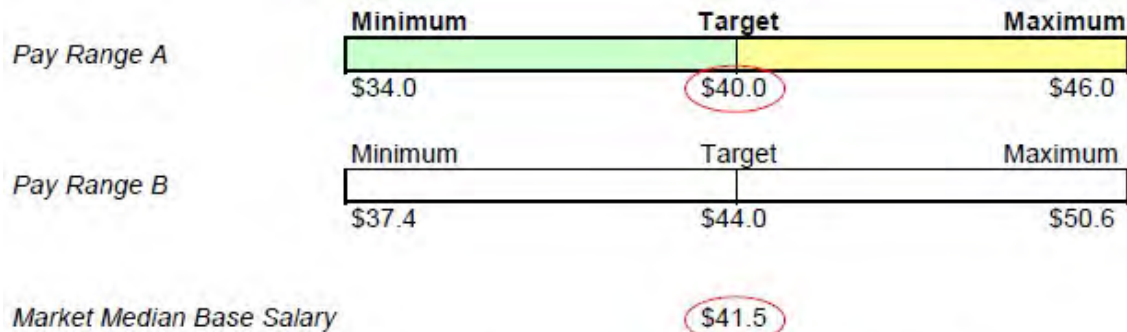 Minimum Target Maximum
Pay Range A
$34.0 $40.0 $46.0
Minimum Target Maximum
Pay Range B
$37.4 $44.0 $50.6
Market Median Base Salary $41.5